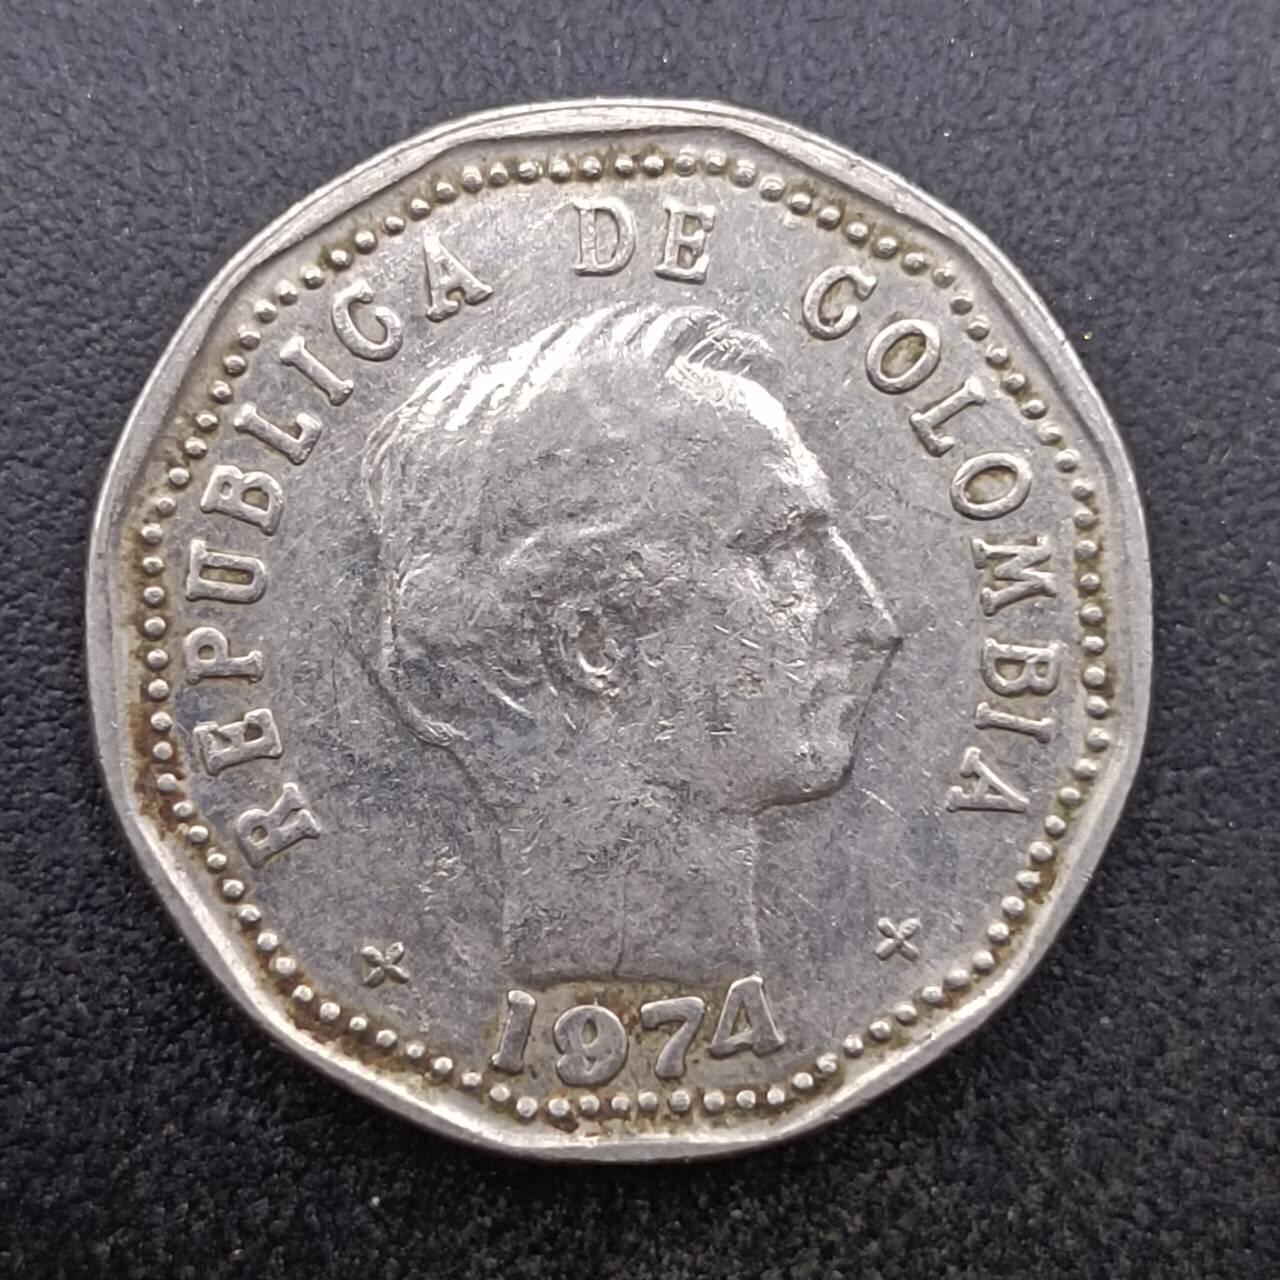 REPUBLICA DE COLOMBIA
1974